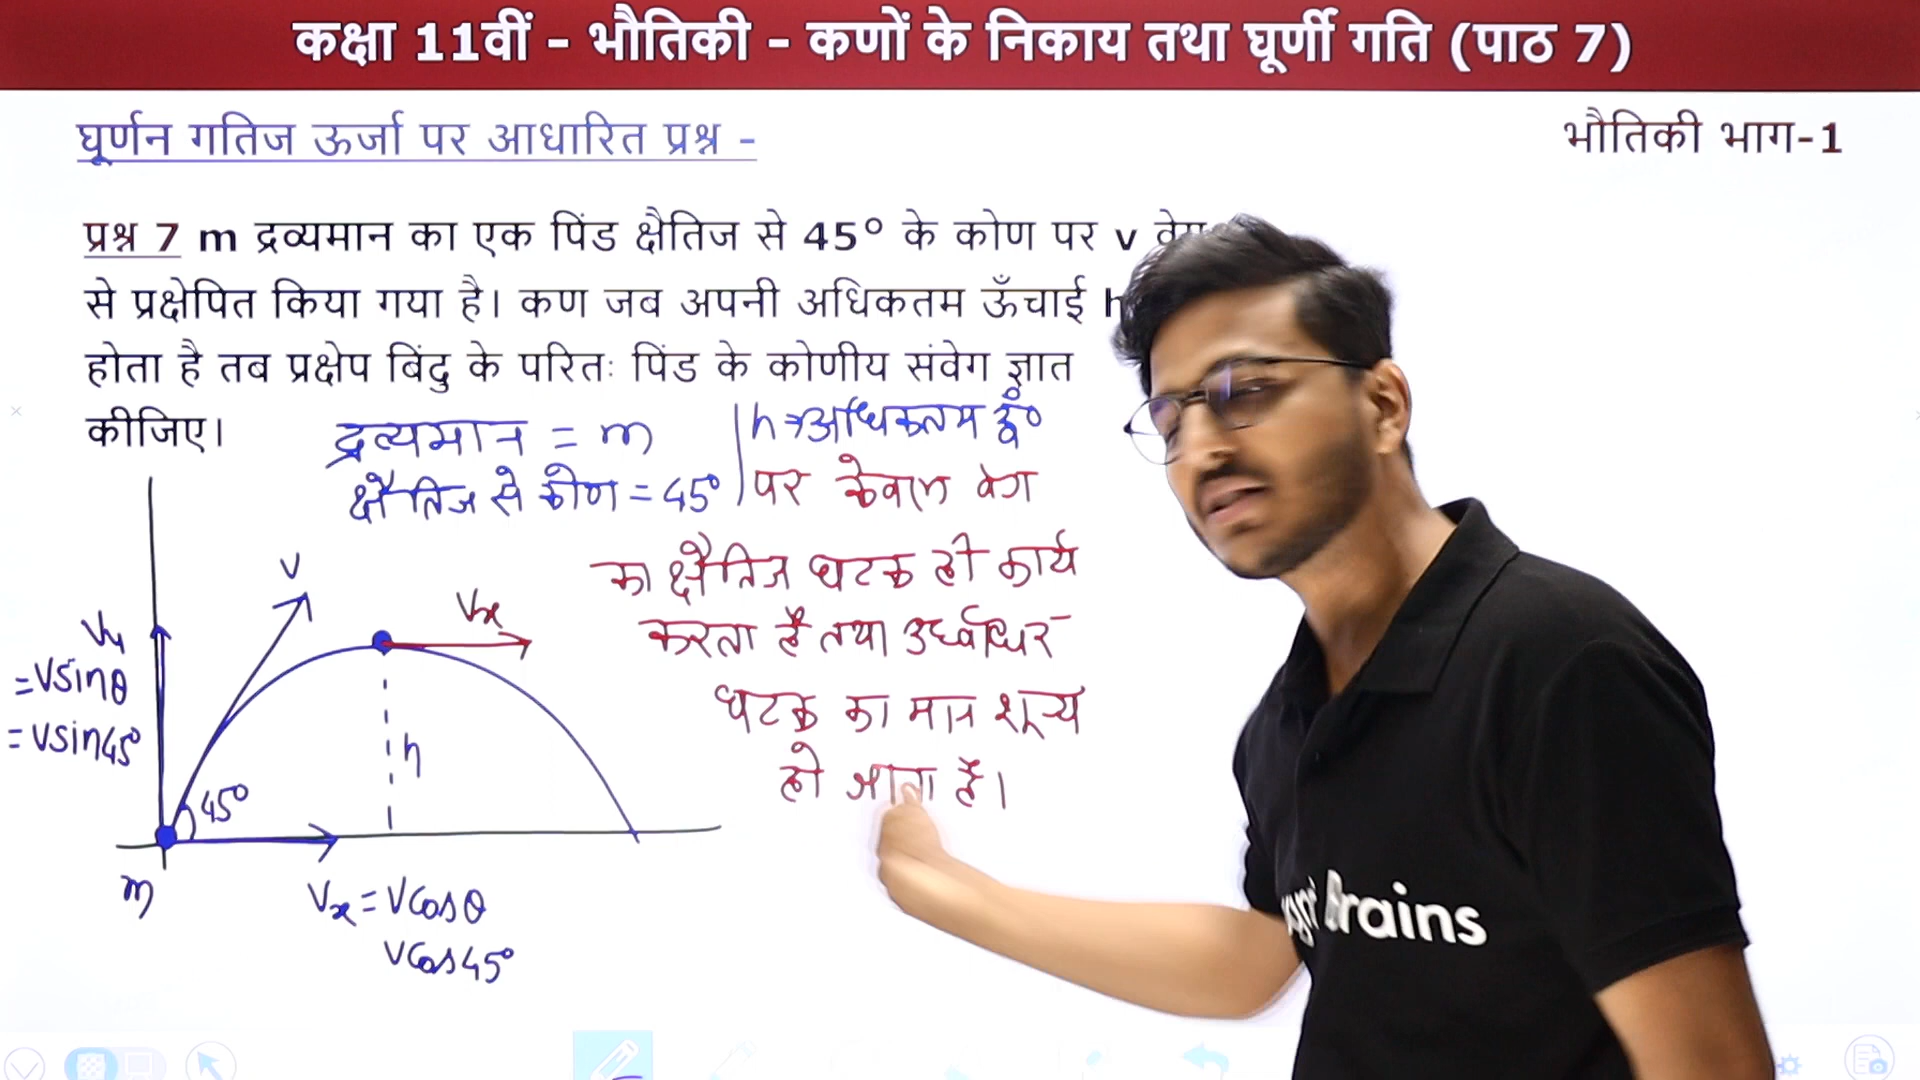 कक्षा 11वीं - भौतिकी - कणों के निकाय तथा घूर्णी गति (पाठ 7)
घूर्णन गतिज ऊर्जा पर आधारित प्रश्न -
भौतिकी भाग-1
प्रश्न 7 m द्रव्यमान का एक पिंड क्षैतिज से 45° के कोण पर v वेग
से प्रक्षेपित किया गया है। कण जब अपनी अधिकतम ऊँचाई h
होता है तब प्रक्षेप बिंदु के परितः पिंड के कोणीय संवेग ज्ञात
कीजिए।
द्रव्यमान = m
क्षैतिज से कोण = 45°
h → अधिकतम ऊँ०
पर केवल वेग
का क्षैतिज घटक ही कार्य
करता है तथा उर्ध्वाधर
घटक का मान शून्य
हो जाता है।
v
Vx
Vy
= Vsinθ
= Vsin45°
45°
h
m
Vx = Vcosθ
Vcos45°
Brains